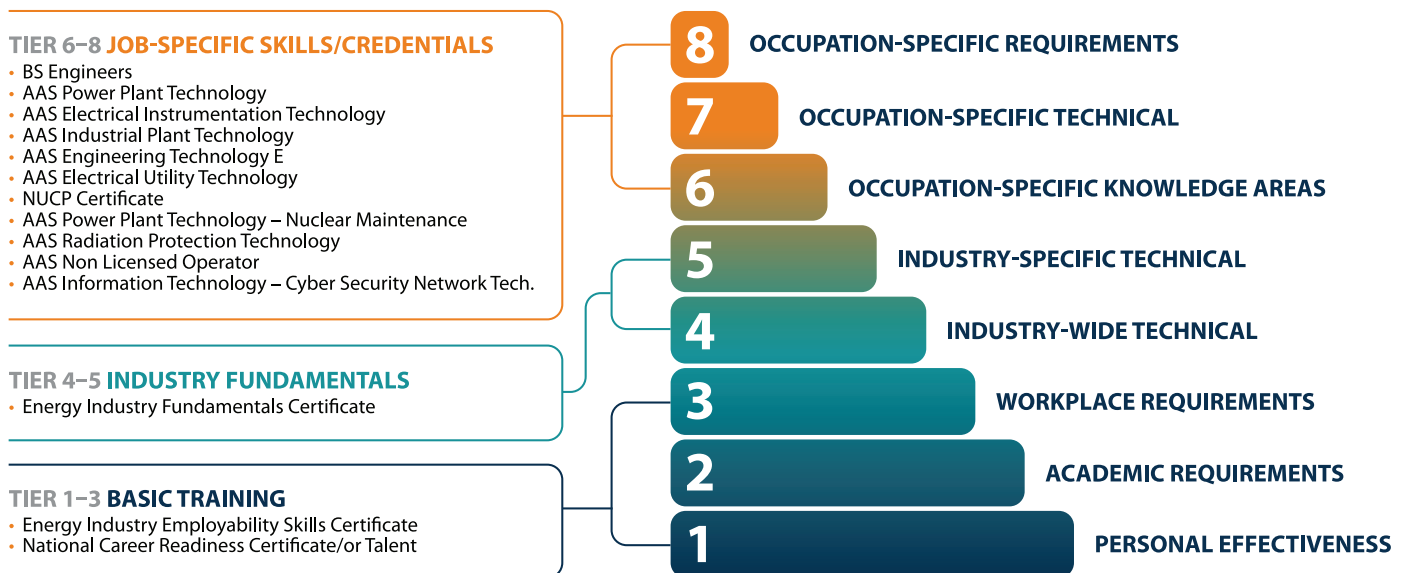 TIER 6–8 JOB-SPECIFIC SKILLS/CREDENTIALS
• BS Engineers
• AAS Power Plant Technology
• AAS Electrical Instrumentation Technology
• AAS Industrial Plant Technology
• AAS Engineering Technology E
• AAS Electrical Utility Technology
• NUCP Certificate
• AAS Power Plant Technology – Nuclear Maintenance
• AAS Radiation Protection Technology
• AAS Non Licensed Operator
• AAS Information Technology – Cyber Security Network Tech.
TIER 4–5 INDUSTRY FUNDAMENTALS
• Energy Industry Fundamentals Certificate
TIER 1–3 BASIC TRAINING
• Energy Industry Employability Skills Certificate
• National Career Readiness Certificate/or Talent
8 OCCUPATION-SPECIFIC REQUIREMENTS
7 OCCUPATION-SPECIFIC TECHNICAL
6 OCCUPATION-SPECIFIC KNOWLEDGE AREAS
5 INDUSTRY-SPECIFIC TECHNICAL
4 INDUSTRY-WIDE TECHNICAL
3 WORKPLACE REQUIREMENTS
2 ACADEMIC REQUIREMENTS
1 PERSONAL EFFECTIVENESS